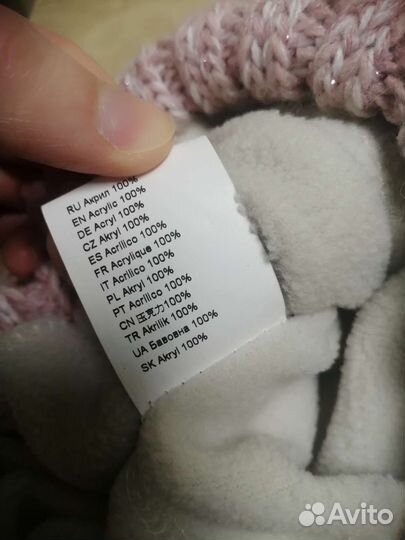 RU Акрил 100%
EN Acrylic 100%
DE Acryl 100%
CZ Akryl 100%
ES Acrilico 100%
FR Acrylique 100%
IT Acrilico 100%
PL Akryl 100%
PT Acrilico 100%
CN 亚克力100%
TR Akrilik 100%
UA Бавовна 100%
SK Akryl 100%
Avito